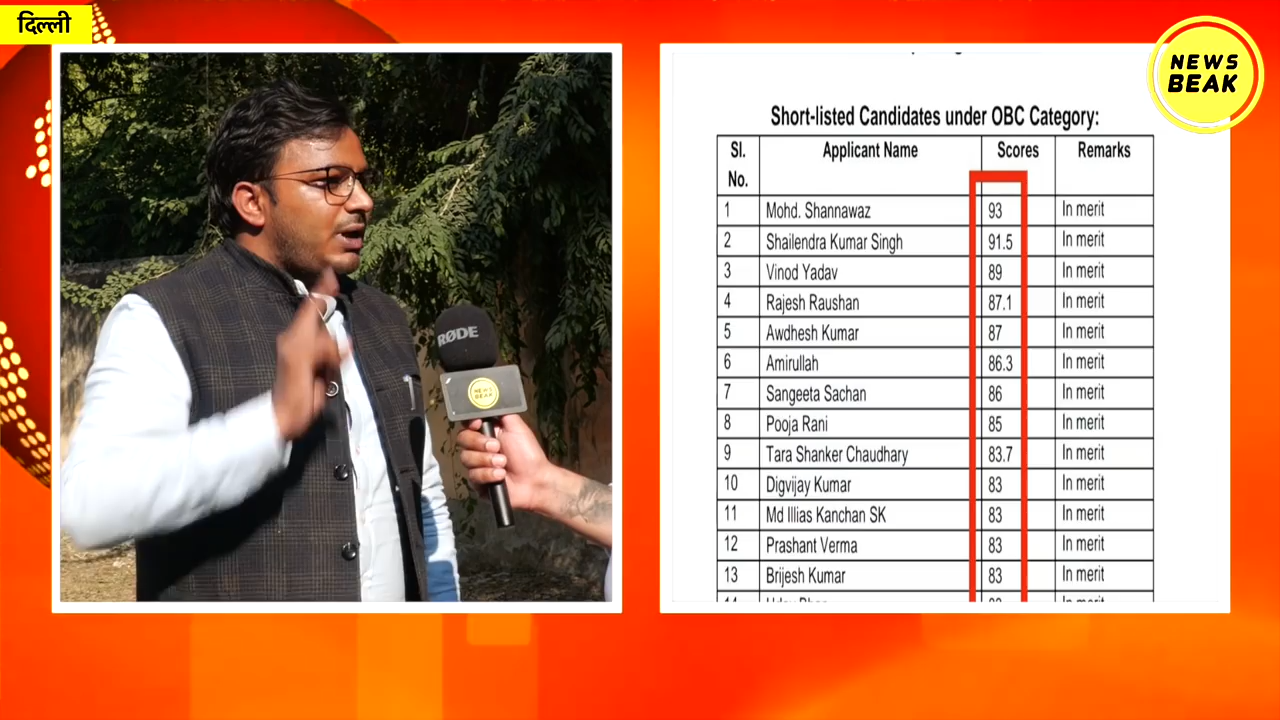 दिल्ली
NEWS
BEAK
RØDE
NEWS
BEAK
Short-listed Candidates under OBC Category:
Sl. No. Applicant Name Scores Remarks
1 Mohd. Shannawaz 93 In merit
2 Shailendra Kumar Singh 91.5 In merit
3 Vinod Yadav 89 In merit
4 Rajesh Raushan 87.1 In merit
5 Awdhesh Kumar 87 In merit
6 Amirullah 86.3 In merit
7 Sangeeta Sachan 86 In merit
8 Pooja Rani 85 In merit
9 Tara Shanker Chaudhary 83.7 In merit
10 Digvijay Kumar 83 In merit
11 Md Illias Kanchan SK 83 In merit
12 Prashant Verma 83 In merit
13 Brijesh Kumar 83 In merit